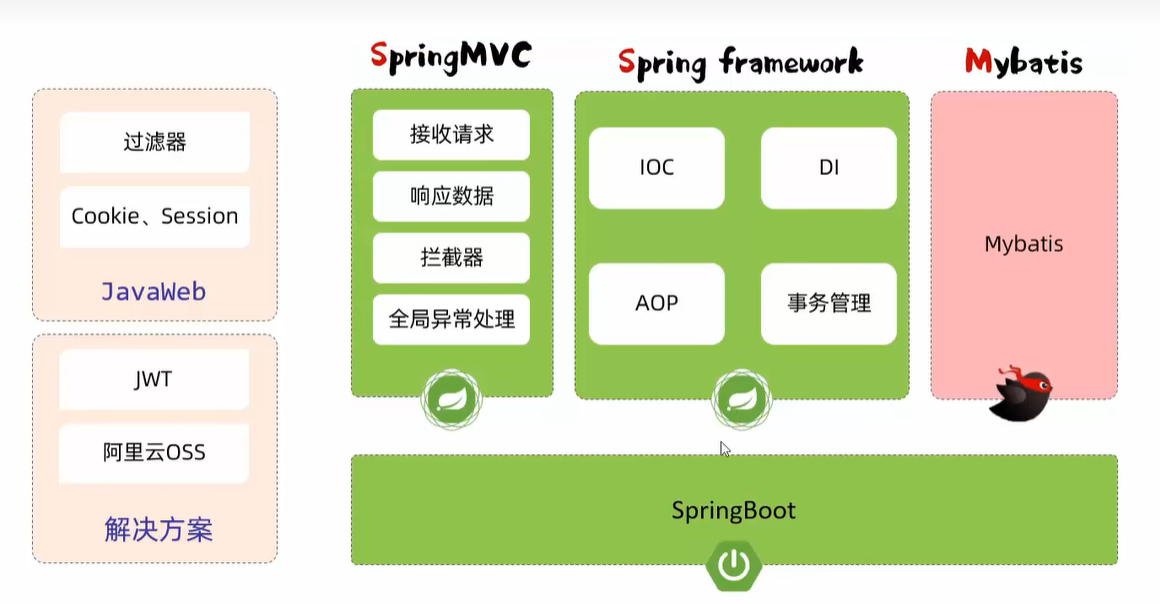 过滤器
Cookie、Session
JavaWeb
JWT
阿里云OSS
解决方案
SpringMVC
接收请求
响应数据
拦截器
全局异常处理
Spring framework
IOC
DI
AOP
事务管理
Mybatis
Mybatis
SpringBoot